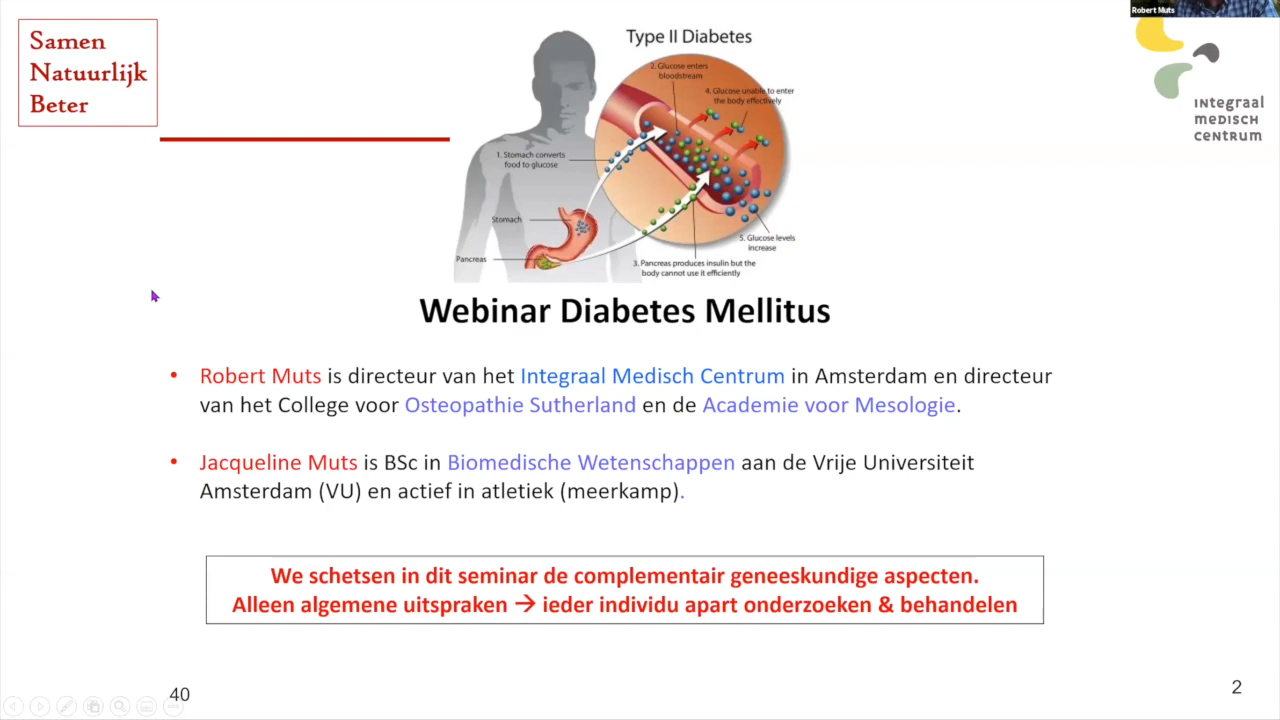 Robert Muts
Samen
Natuurlijk
Beter
Type II Diabetes
2. Glucose enters
bloodstream
4. Glucose unable to enter
the body effectively
1. Stomach converts
food to glucose
Stomach
Pancreas
5. Glucose levels
increase
3. Pancreas produces insulin but the
body cannot use it efficiently
INTEGRAAL
MEDISCH
CENTRUM
Webinar Diabetes Mellitus
• Robert Muts is directeur van het Integraal Medisch Centrum in Amsterdam en directeur
van het College voor Osteopathie Sutherland en de Academie voor Mesologie.
• Jacqueline Muts is BSc in Biomedische Wetenschappen aan de Vrije Universiteit
Amsterdam (VU) en actief in atletiek (meerkamp).
We schetsen in dit seminar de complementair geneeskundige aspecten.
Alleen algemene uitspraken → ieder individu apart onderzoeken & behandelen
40
2